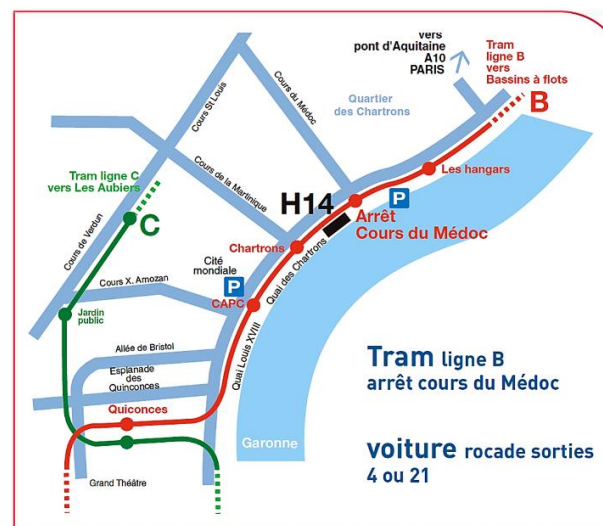 vers
pont d'Aquitaine
A10
PARIS
Tram
ligne B
vers
Bassins à flots
B
Cours St Louis
Cours du Médoc
Quartier
des Chartrons
Tram ligne C
vers Les Aubiers
C
Cours de la Martinique
Les hangars
H14
P
Arrêt
Cours du Médoc
Cours de Verdun
Chartrons
Quai des Chartrons
Cité
mondiale
P
CAPC
Cours X. Arnozan
Jardin
public
Quai Louis XVIII
Allée de Bristol
Esplanade
des
Quinconces
Quiconces
Grand Théâtre
Garonne
Tram ligne B
arrêt cours du Médoc
voiture rocade sorties
4 ou 21